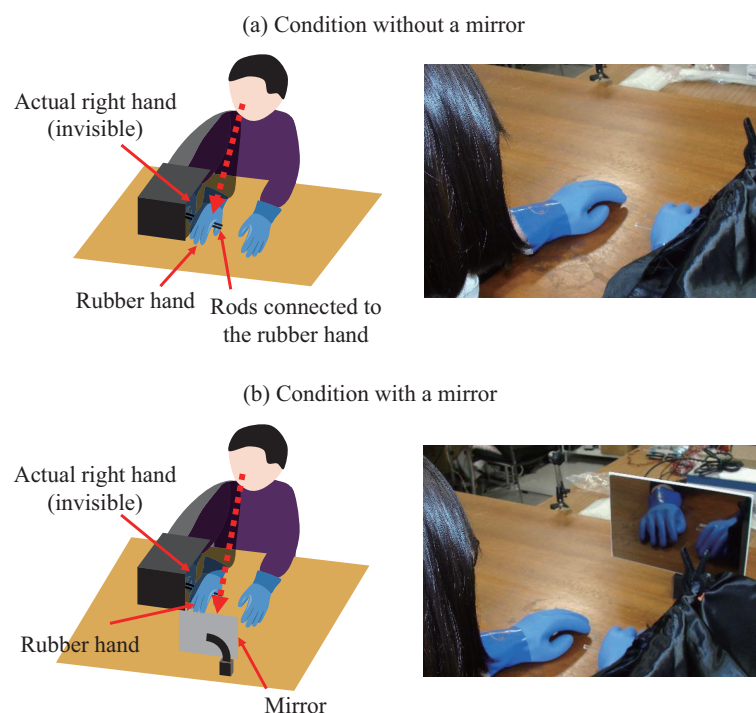 (a) Condition without a mirror
Actual right hand
(invisible)
Rubber hand
Rods connected to
the rubber hand
(b) Condition with a mirror
Actual right hand
(invisible)
Rubber hand
Mirror